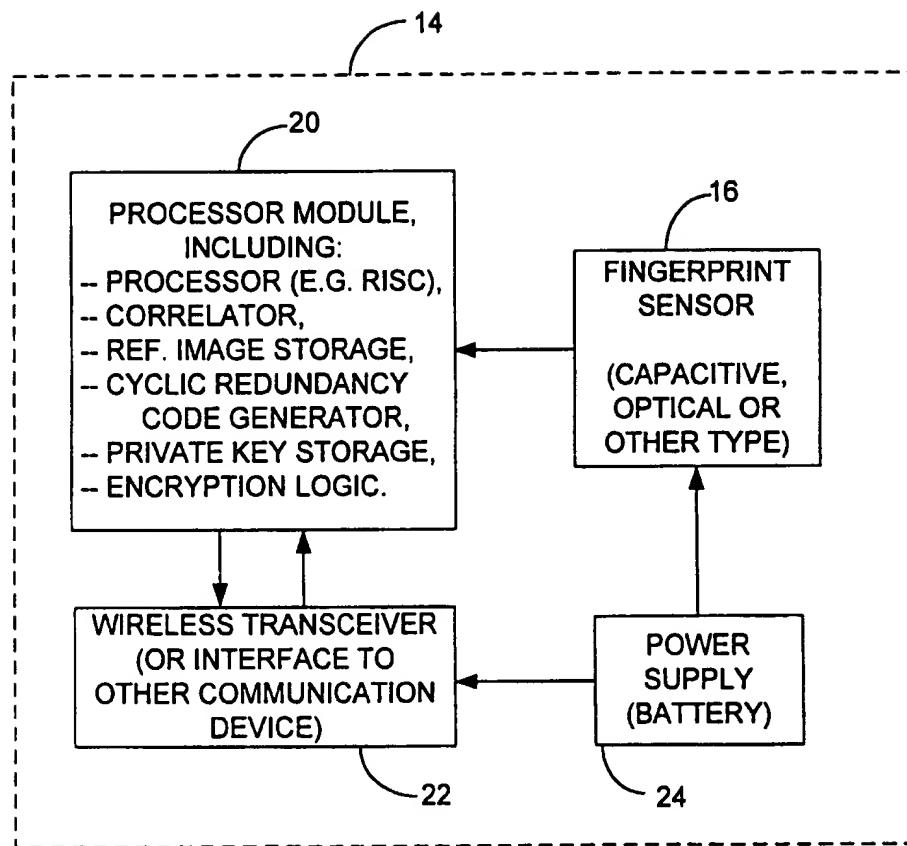 14
20
PROCESSOR MODULE,
INCLUDING:
-- PROCESSOR (E.G. RISC),
-- CORRELATOR,
-- REF. IMAGE STORAGE,
-- CYCLIC REDUNDANCY
CODE GENERATOR,
-- PRIVATE KEY STORAGE,
-- ENCRYPTION LOGIC.
16
FINGERPRINT
SENSOR
(CAPACITIVE,
OPTICAL OR
OTHER TYPE)
WIRELESS TRANSCEIVER
(OR INTERFACE TO
OTHER COMMUNICATION
DEVICE)
22
POWER
SUPPLY
(BATTERY)
24